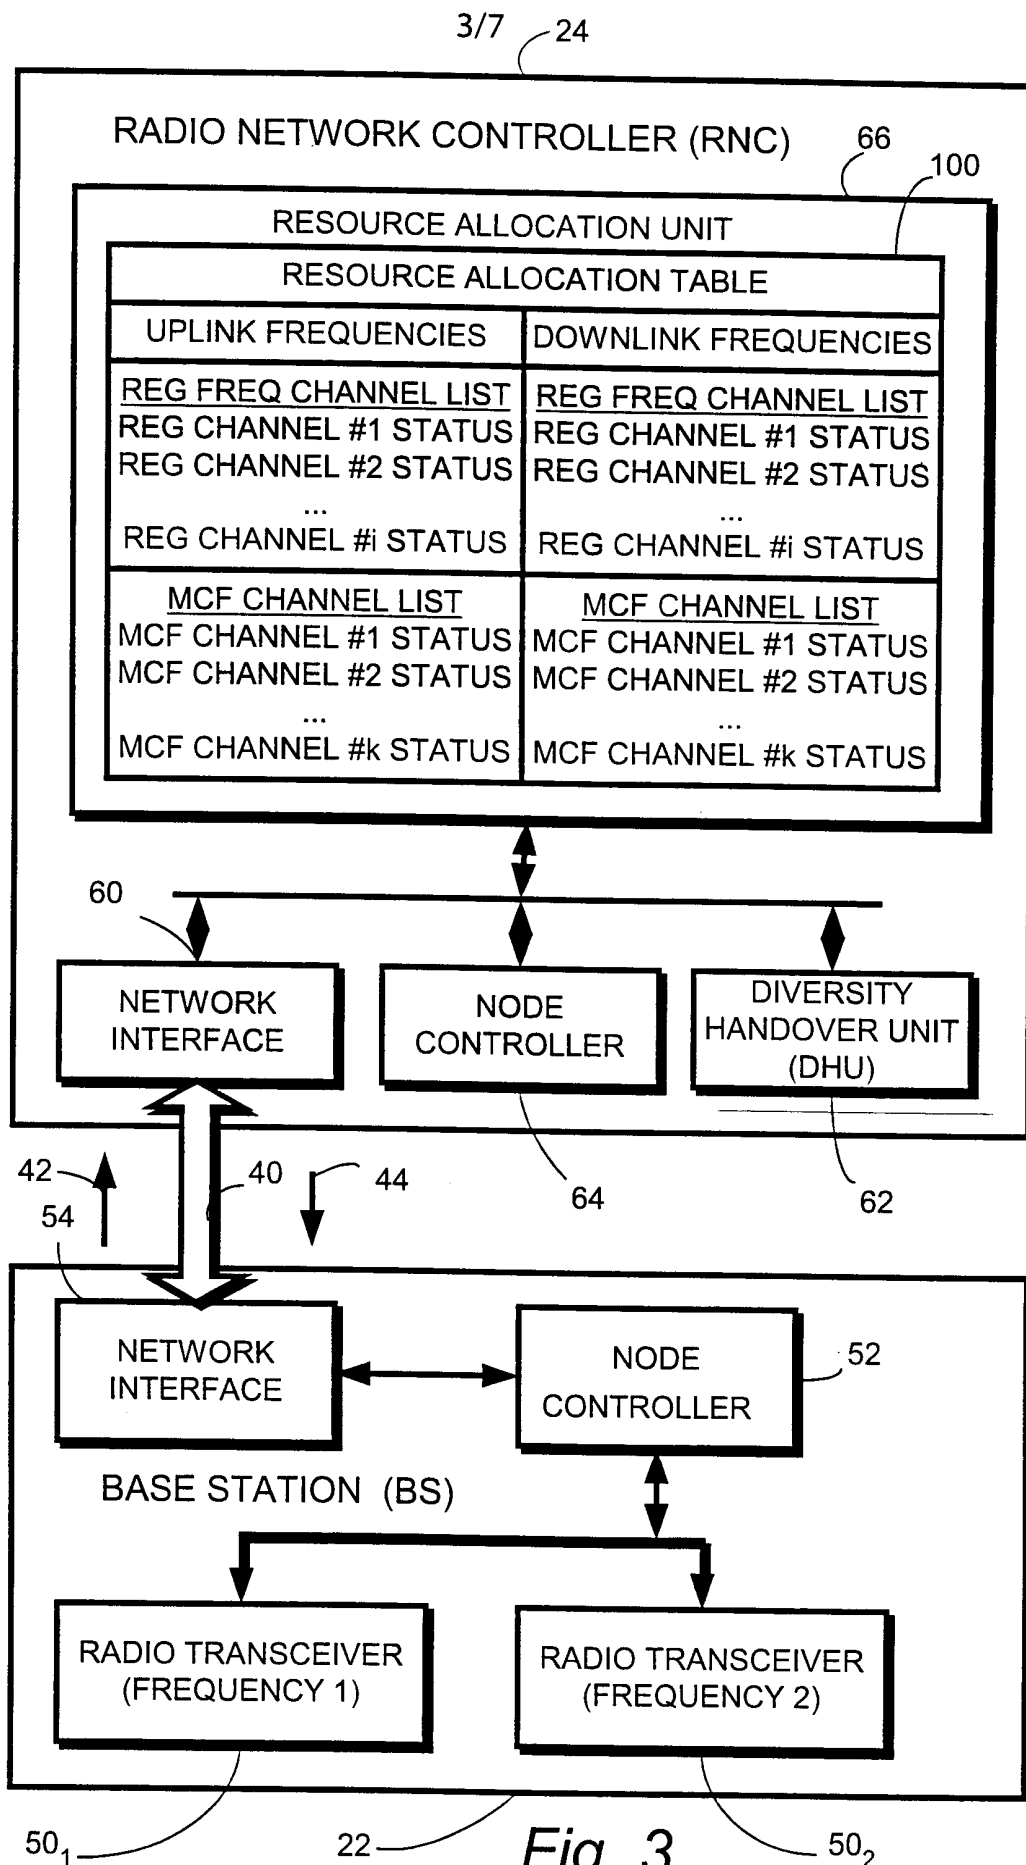 3/7
24
RADIO NETWORK CONTROLLER (RNC)
66
100
RESOURCE ALLOCATION UNIT
RESOURCE ALLOCATION TABLE
UPLINK FREQUENCIES
DOWNLINK FREQUENCIES
REG FREQ CHANNEL LIST
REG CHANNEL #1 STATUS
REG CHANNEL #2 STATUS
...
REG CHANNEL #i STATUS
REG FREQ CHANNEL LIST
REG CHANNEL #1 STATUS
REG CHANNEL #2 STATUS
...
REG CHANNEL #i STATUS
MCF CHANNEL LIST
MCF CHANNEL #1 STATUS
MCF CHANNEL #2 STATUS
...
MCF CHANNEL #k STATUS
MCF CHANNEL LIST
MCF CHANNEL #1 STATUS
MCF CHANNEL #2 STATUS
...
MCF CHANNEL #k STATUS
60
NETWORK
INTERFACE
NODE
CONTROLLER
DIVERSITY
HANDOVER UNIT
(DHU)
42
40
44
64
62
54
NETWORK
INTERFACE
NODE
CONTROLLER
52
BASE STATION (BS)
RADIO TRANSCEIVER
(FREQUENCY 1)
RADIO TRANSCEIVER
(FREQUENCY 2)
50₁
22
Fig. 3
50₂